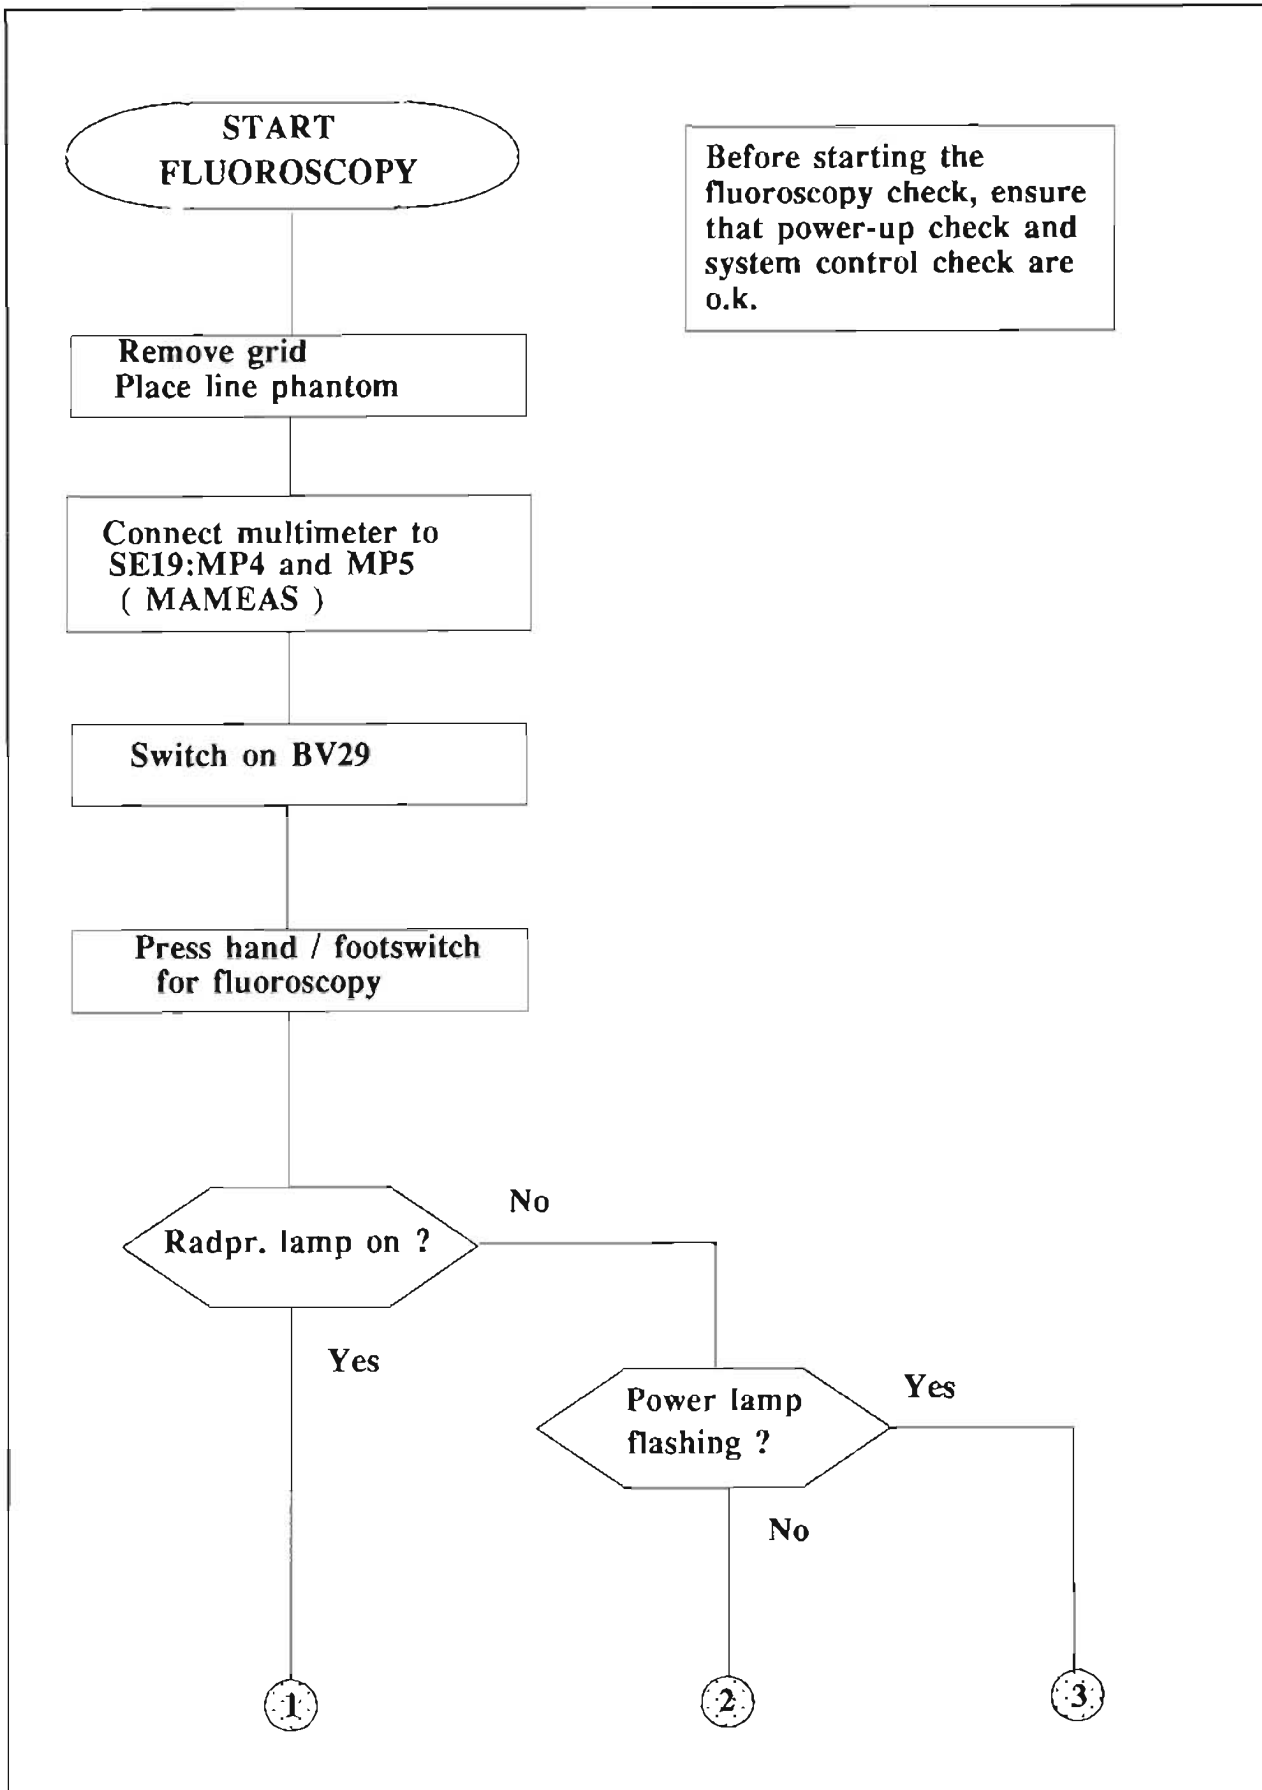 START
FLUOROSCOPY
Before starting the
fluoroscopy check, ensure
that power-up check and
system control check are
o.k.
Remove grid
Place line phantom
Connect multimeter to
SE19:MP4 and MP5
( MAMEAS )
Switch on BV29
Press hand / footswitch
for fluoroscopy
Radpr. lamp on ?
No
Yes
Power lamp
flashing ?
Yes
No
1
2
3